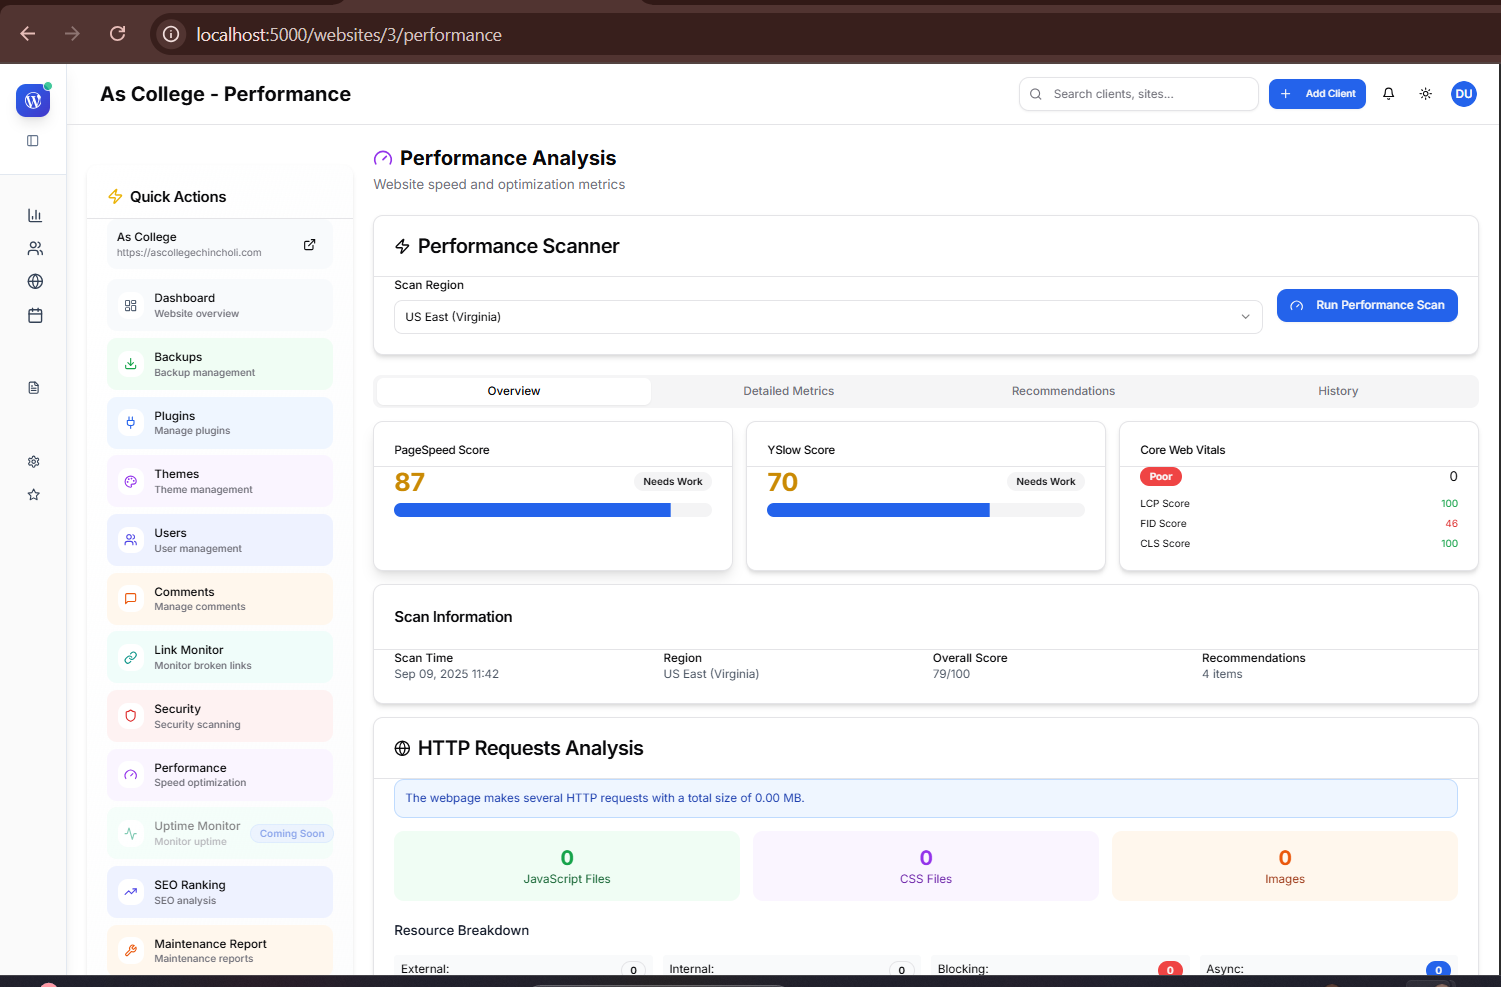 localhost:5000/websites/3/performance
As College - Performance
Search clients, sites...
Add Client
DU
Quick Actions
As College
https://ascollegechincholi.com
Dashboard
Website overview
Backups
Backup management
Plugins
Manage plugins
Themes
Theme management
Users
User management
Comments
Manage comments
Link Monitor
Monitor broken links
Security
Security scanning
Performance
Speed optimization
Uptime Monitor
Monitor uptime
Coming Soon
SEO Ranking
SEO analysis
Maintenance Report
Maintenance reports
Performance Analysis
Website speed and optimization metrics
Performance Scanner
Scan Region
US East (Virginia)
Run Performance Scan
Overview
Detailed Metrics
Recommendations
History
PageSpeed Score
87
Needs Work
YSlow Score
70
Needs Work
Core Web Vitals
Poor
0
LCP Score
100
FID Score
46
CLS Score
100
Scan Information
Scan Time
Sep 09, 2025 11:42
Region
US East (Virginia)
Overall Score
79/100
Recommendations
4 items
HTTP Requests Analysis
The webpage makes several HTTP requests with a total size of 0.00 MB.
0
JavaScript Files
0
CSS Files
0
Images
Resource Breakdown
External:
0
Internal:
0
Blocking:
0
Async:
0